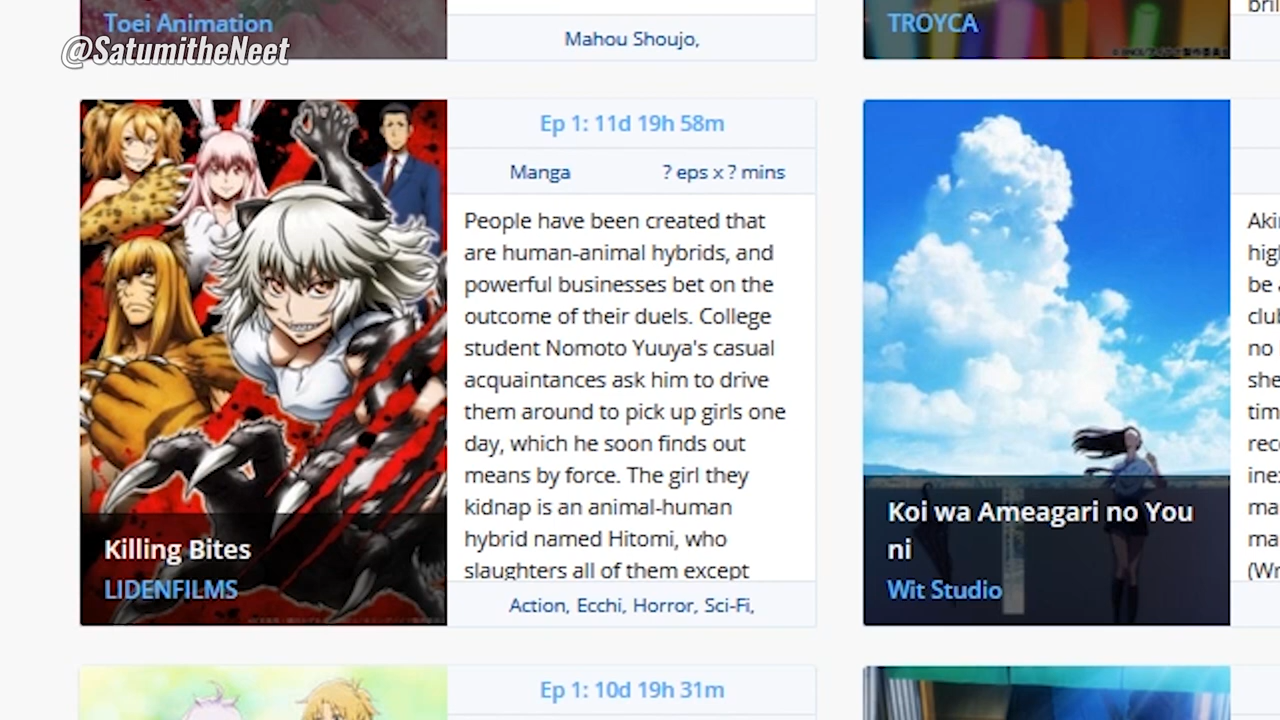 Toei Animation
@SatumitheNeet
Mahou Shoujo,
TROYCA
Ep 1: 11d 19h 58m
Manga
? eps x ? mins
People have been created that
are human-animal hybrids, and
powerful businesses bet on the
outcome of their duels. College
student Nomoto Yuuya's casual
acquaintances ask him to drive
them around to pick up girls one
day, which he soon finds out
means by force. The girl they
kidnap is an animal-human
hybrid named Hitomi, who
slaughters all of them except
Killing Bites
LIDENFILMS
Action, Ecchi, Horror, Sci-Fi,
Koi wa Ameagari no You
ni
Wit Studio
be
no
she
(Wr
Ep 1: 10d 19h 31m